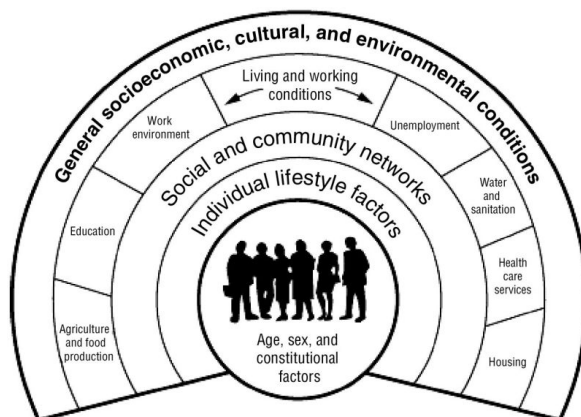 General socioeconomic, cultural, and environmental conditions
Living and working
conditions
Work
environment
Unemployment
Education
Water
and
sanitation
Agriculture
and food
production
Health
care
services
Housing
Social and community networks
Individual lifestyle factors
Age, sex, and
constitutional
factors